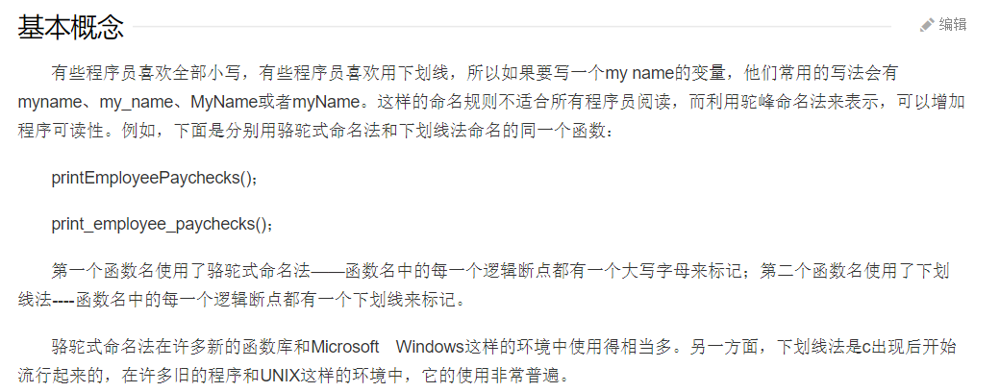 基本概念
编辑
有些程序员喜欢全部小写，有些程序员喜欢用下划线，所以如果要写一个my name的变量，他们常用的写法会有
myname、my_name、MyName或者myName。这样的命名规则不适合所有程序员阅读，而利用驼峰命名法来表示，可以增加
程序可读性。例如，下面是分别用骆驼式命名法和下划线法命名的同一个函数：
printEmployeePaychecks()；
print_employee_paychecks()；
第一个函数名使用了骆驼式命名法——函数名中的每一个逻辑断点都有一个大写字母来标记；第二个函数名使用了下划
线法----函数名中的每一个逻辑断点都有一个下划线来标记。
骆驼式命名法在许多新的函数库和Microsoft　Windows这样的环境中使用得相当多。另一方面，下划线法是c出现后开始
流行起来的，在许多旧的程序和UNIX这样的环境中，它的使用非常普遍。